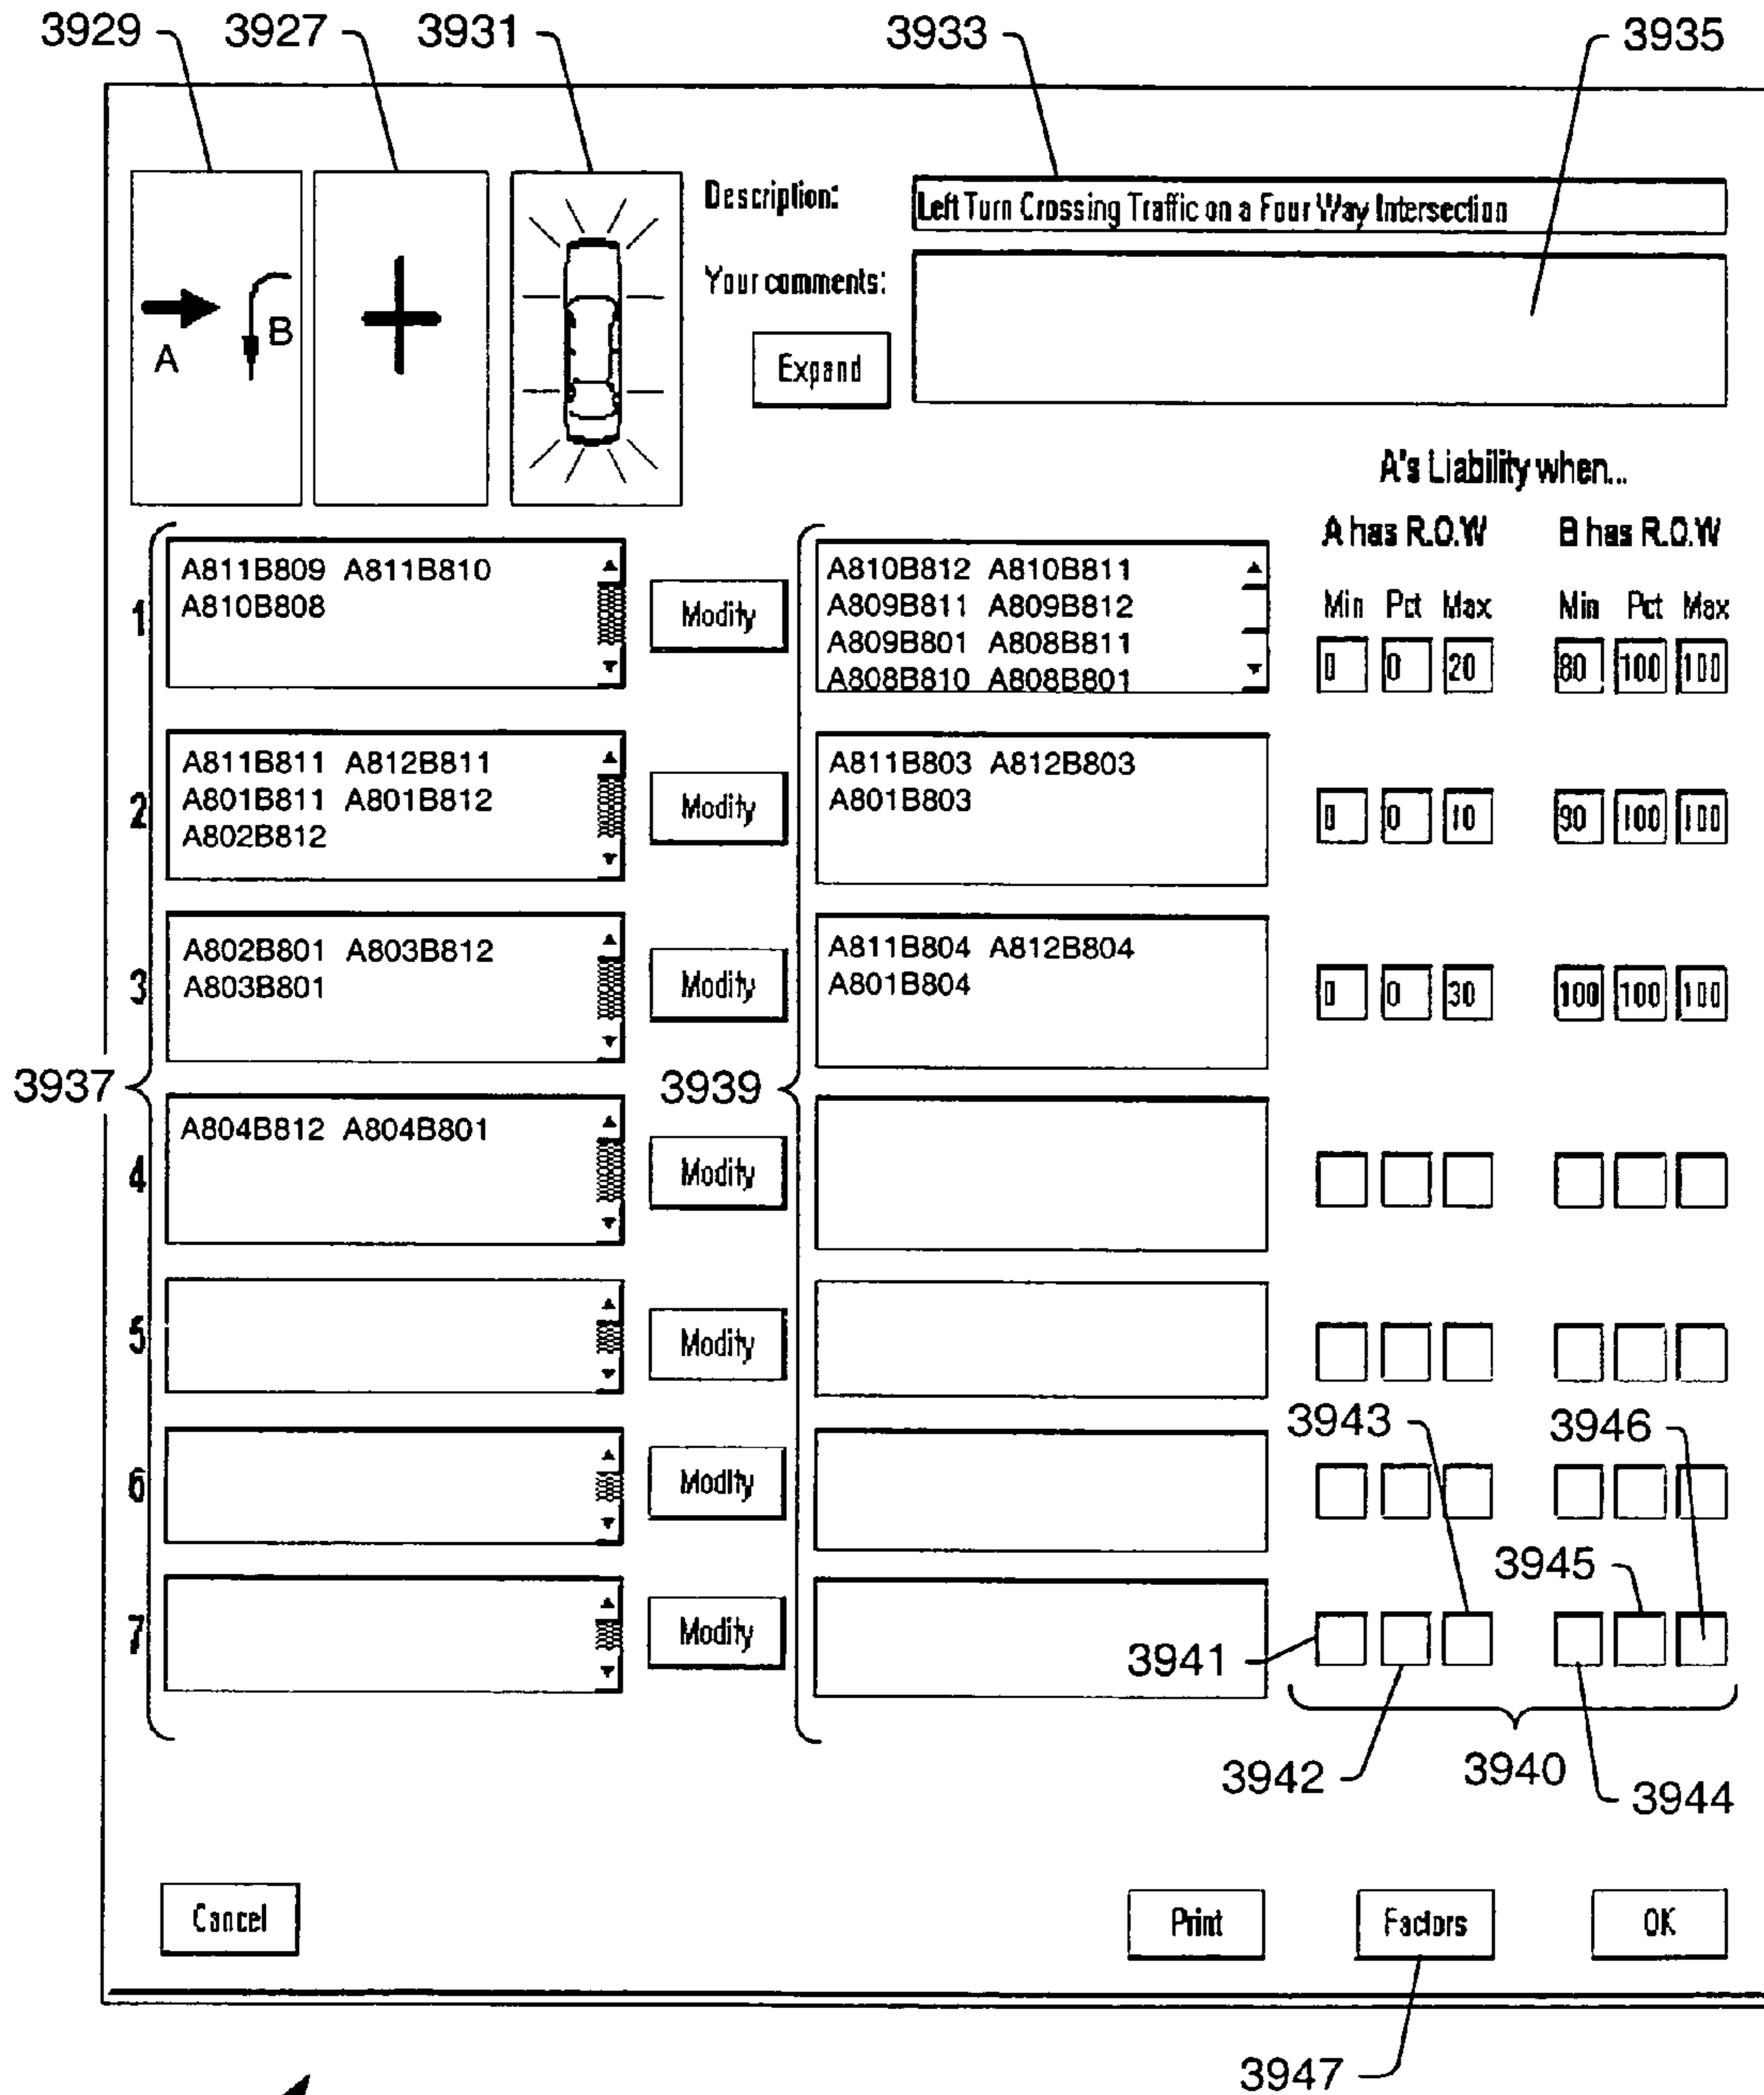 3929 3927 3931 3933 3935
Description:
Left Turn Crossing Traffic on a Four Way Intersection
Your comments:
A
B
Expand
A's Liability when...
A has R.O.W B has R.O.W
Min Pct Max Min Pct Max
1
A811B809 A811B810
A810B808
Modify
A810B812 A810B811
A809B811 A809B812
A809B801 A808B811
A808B810 A808B801
0 0 20 80 100 100
2
A811B811 A812B811
A801B811 A801B812
A802B812
Modify
A811B803 A812B803
A801B803
0 0 10 90 100 100
3
A802B801 A803B812
A803B801
Modify
A811B804 A812B804
A801B804
0 0 30 100 100 100
3937
3939
4
A804B812 A804B801
Modify
5
Modify
3943 3946
6
Modify
3945
7
Modify
3941
3942 3940 3944
Cancel
Print
Factors
OK
3947